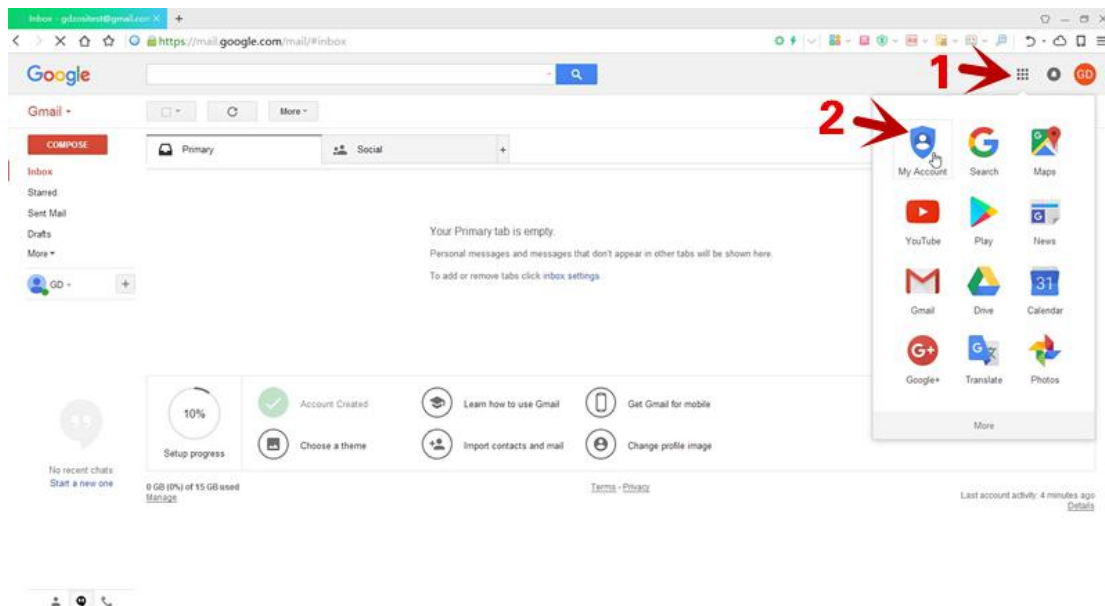 Inbox - gdzositest@gmail.com
https://mail.google.com/mail/#inbox
Google
1
GD
Gmail
More
2
COMPOSE
Primary
Social
+
My Account
Search
Maps
Inbox
Starred
Sent Mail
Drafts
More
Your Primary tab is empty.
Personal messages and messages that don't appear in other tabs will be shown here.
To add or remove tabs click inbox settings.
YouTube
Play
News
GD
+
31
Gmail
Drive
Calendar
G+
Google+
Translate
Photos
More
10%
Setup progress
Account Created
Learn how to use Gmail
Get Gmail for mobile
Choose a theme
Import contacts and mail
Change profile image
No recent chats
Start a new one
0 GB (0%) of 15 GB used
Manage
Terms - Privacy
Last account activity: 4 minutes ago
Details